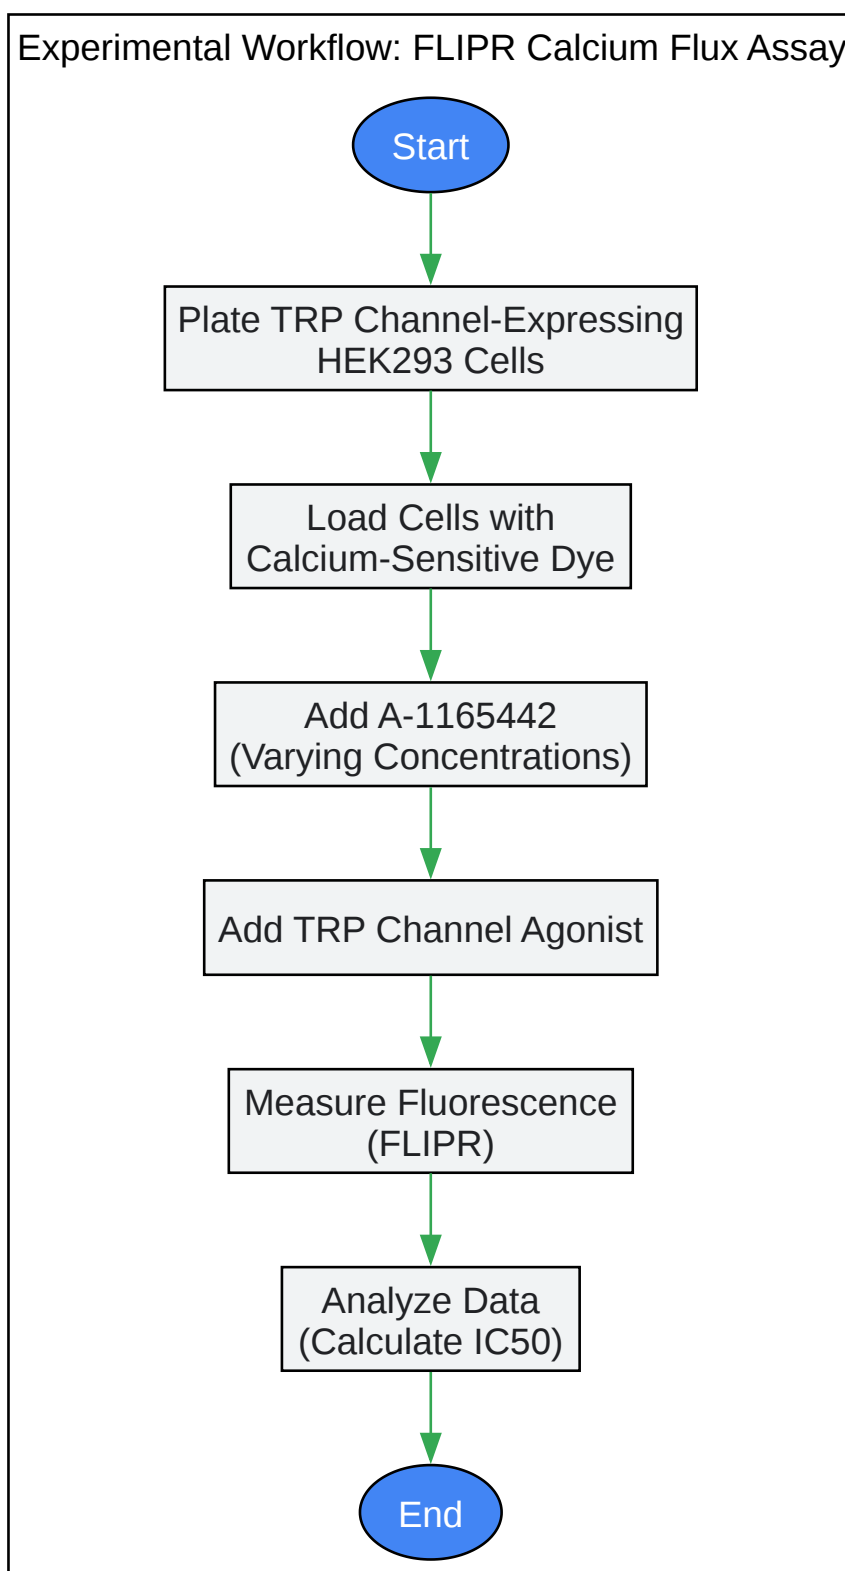 Experimental Workflow: FLIPR Calcium Flux Assay
Start
Plate TRP Channel-Expressing
HEK293 Cells
Load Cells with
Calcium-Sensitive Dye
Add A-1165442
(Varying Concentrations)
Add TRP Channel Agonist
Measure Fluorescence
(FLIPR)
Analyze Data
(Calculate IC50)
End